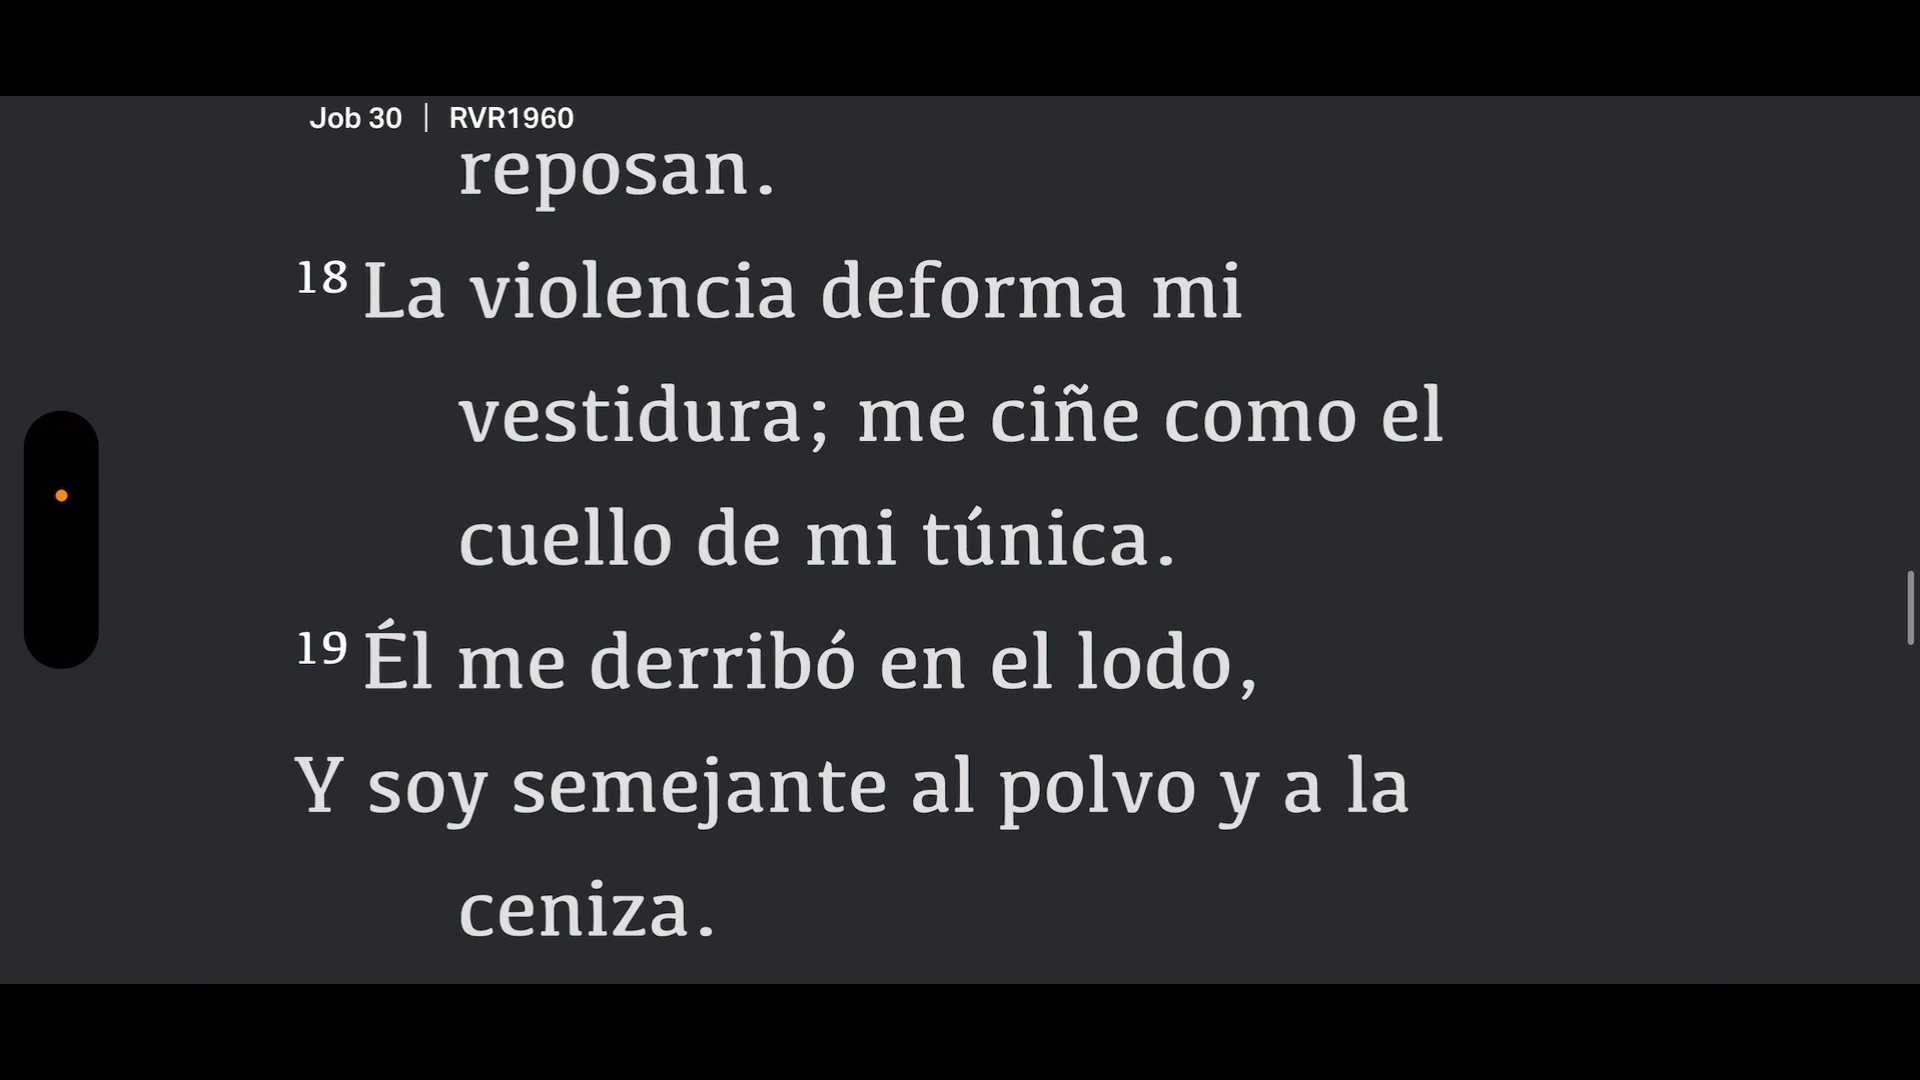 Job 30 | RVR1960
reposan.
18 La violencia deforma mi
vestidura; me ciñe como el
cuello de mi túnica.
19 Él me derribó en el lodo,
Y soy semejante al polvo y a la
ceniza.